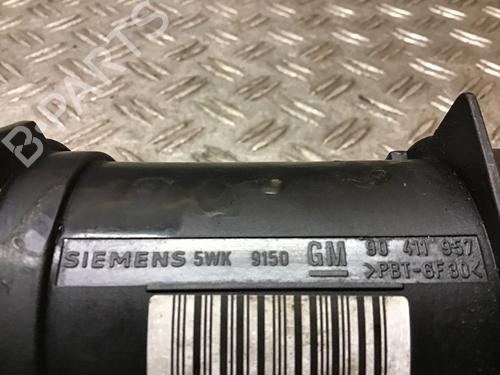 B-PARTS
SIEMENS 5WK 9150 GM 90 411 957
>PBT-GF30<